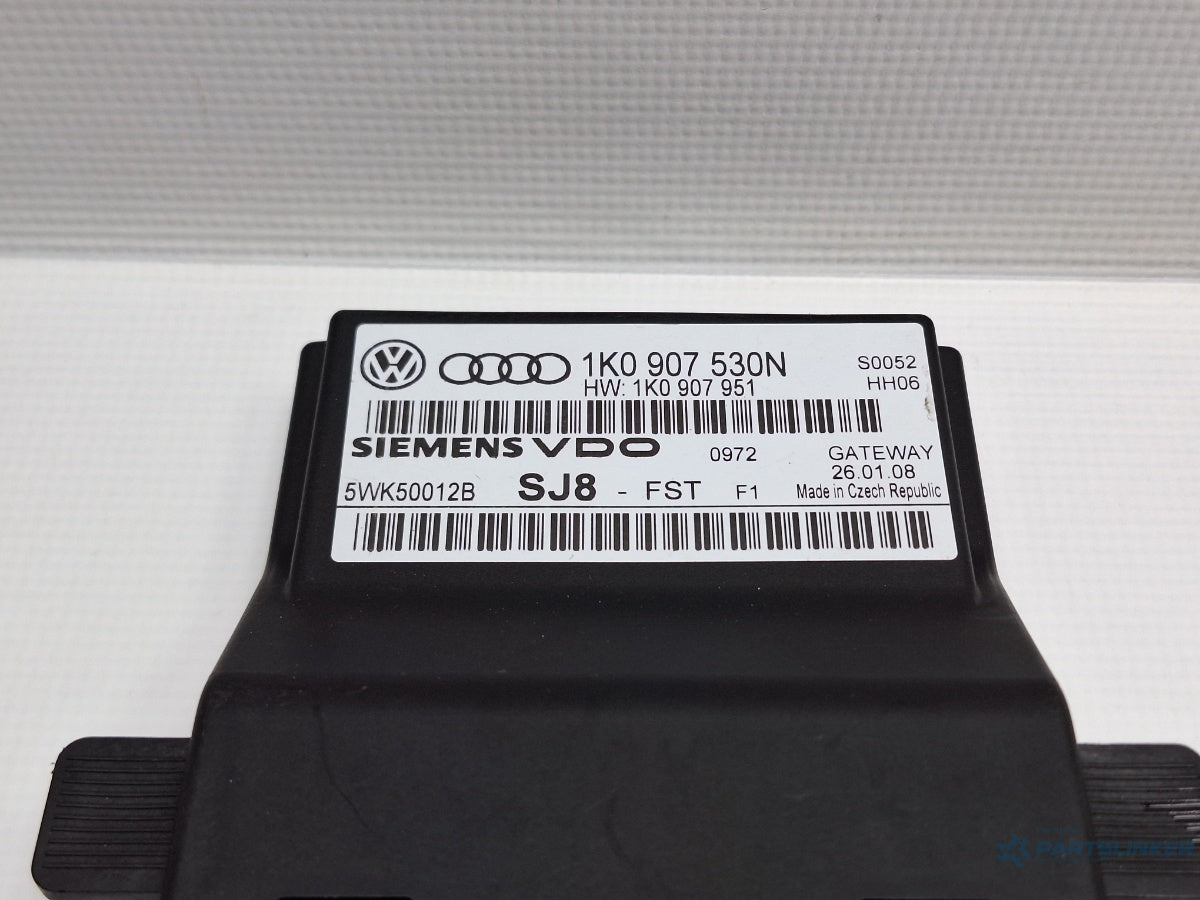 1K0 907 530N
HW: 1K0 907 951
S0052
HH06
SIEMENS VDO
0972
GATEWAY
26.01.08
5WK50012B SJ8 - FST F1 Made in Czech Republic
PARTSLINKER